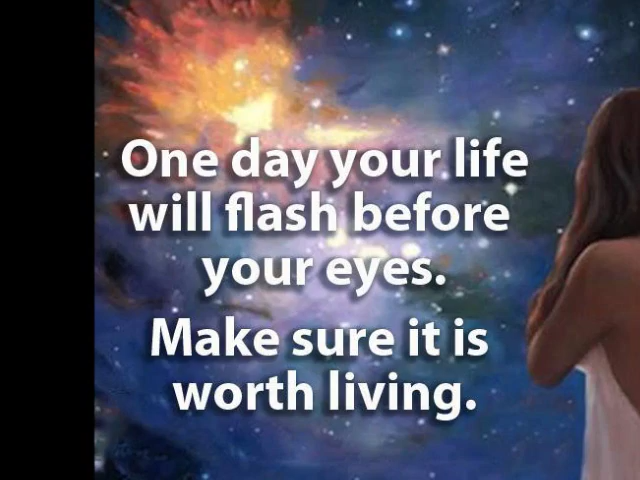 One day your life
will flash before
your eyes.
Make sure it is
worth living.